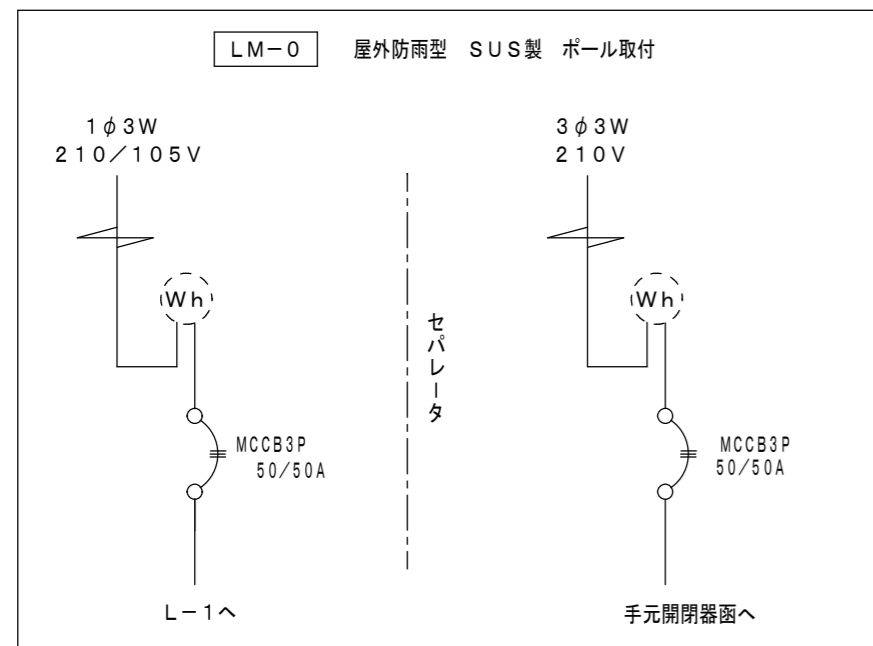 LM－0　屋外防雨型　SUS製　ポール取付
1φ3W
210／105V
Wh
MCCB3P
50/50A
L－1へ
セパレータ
3φ3W
210V
Wh
MCCB3P
50/50A
手元開閉器函へ